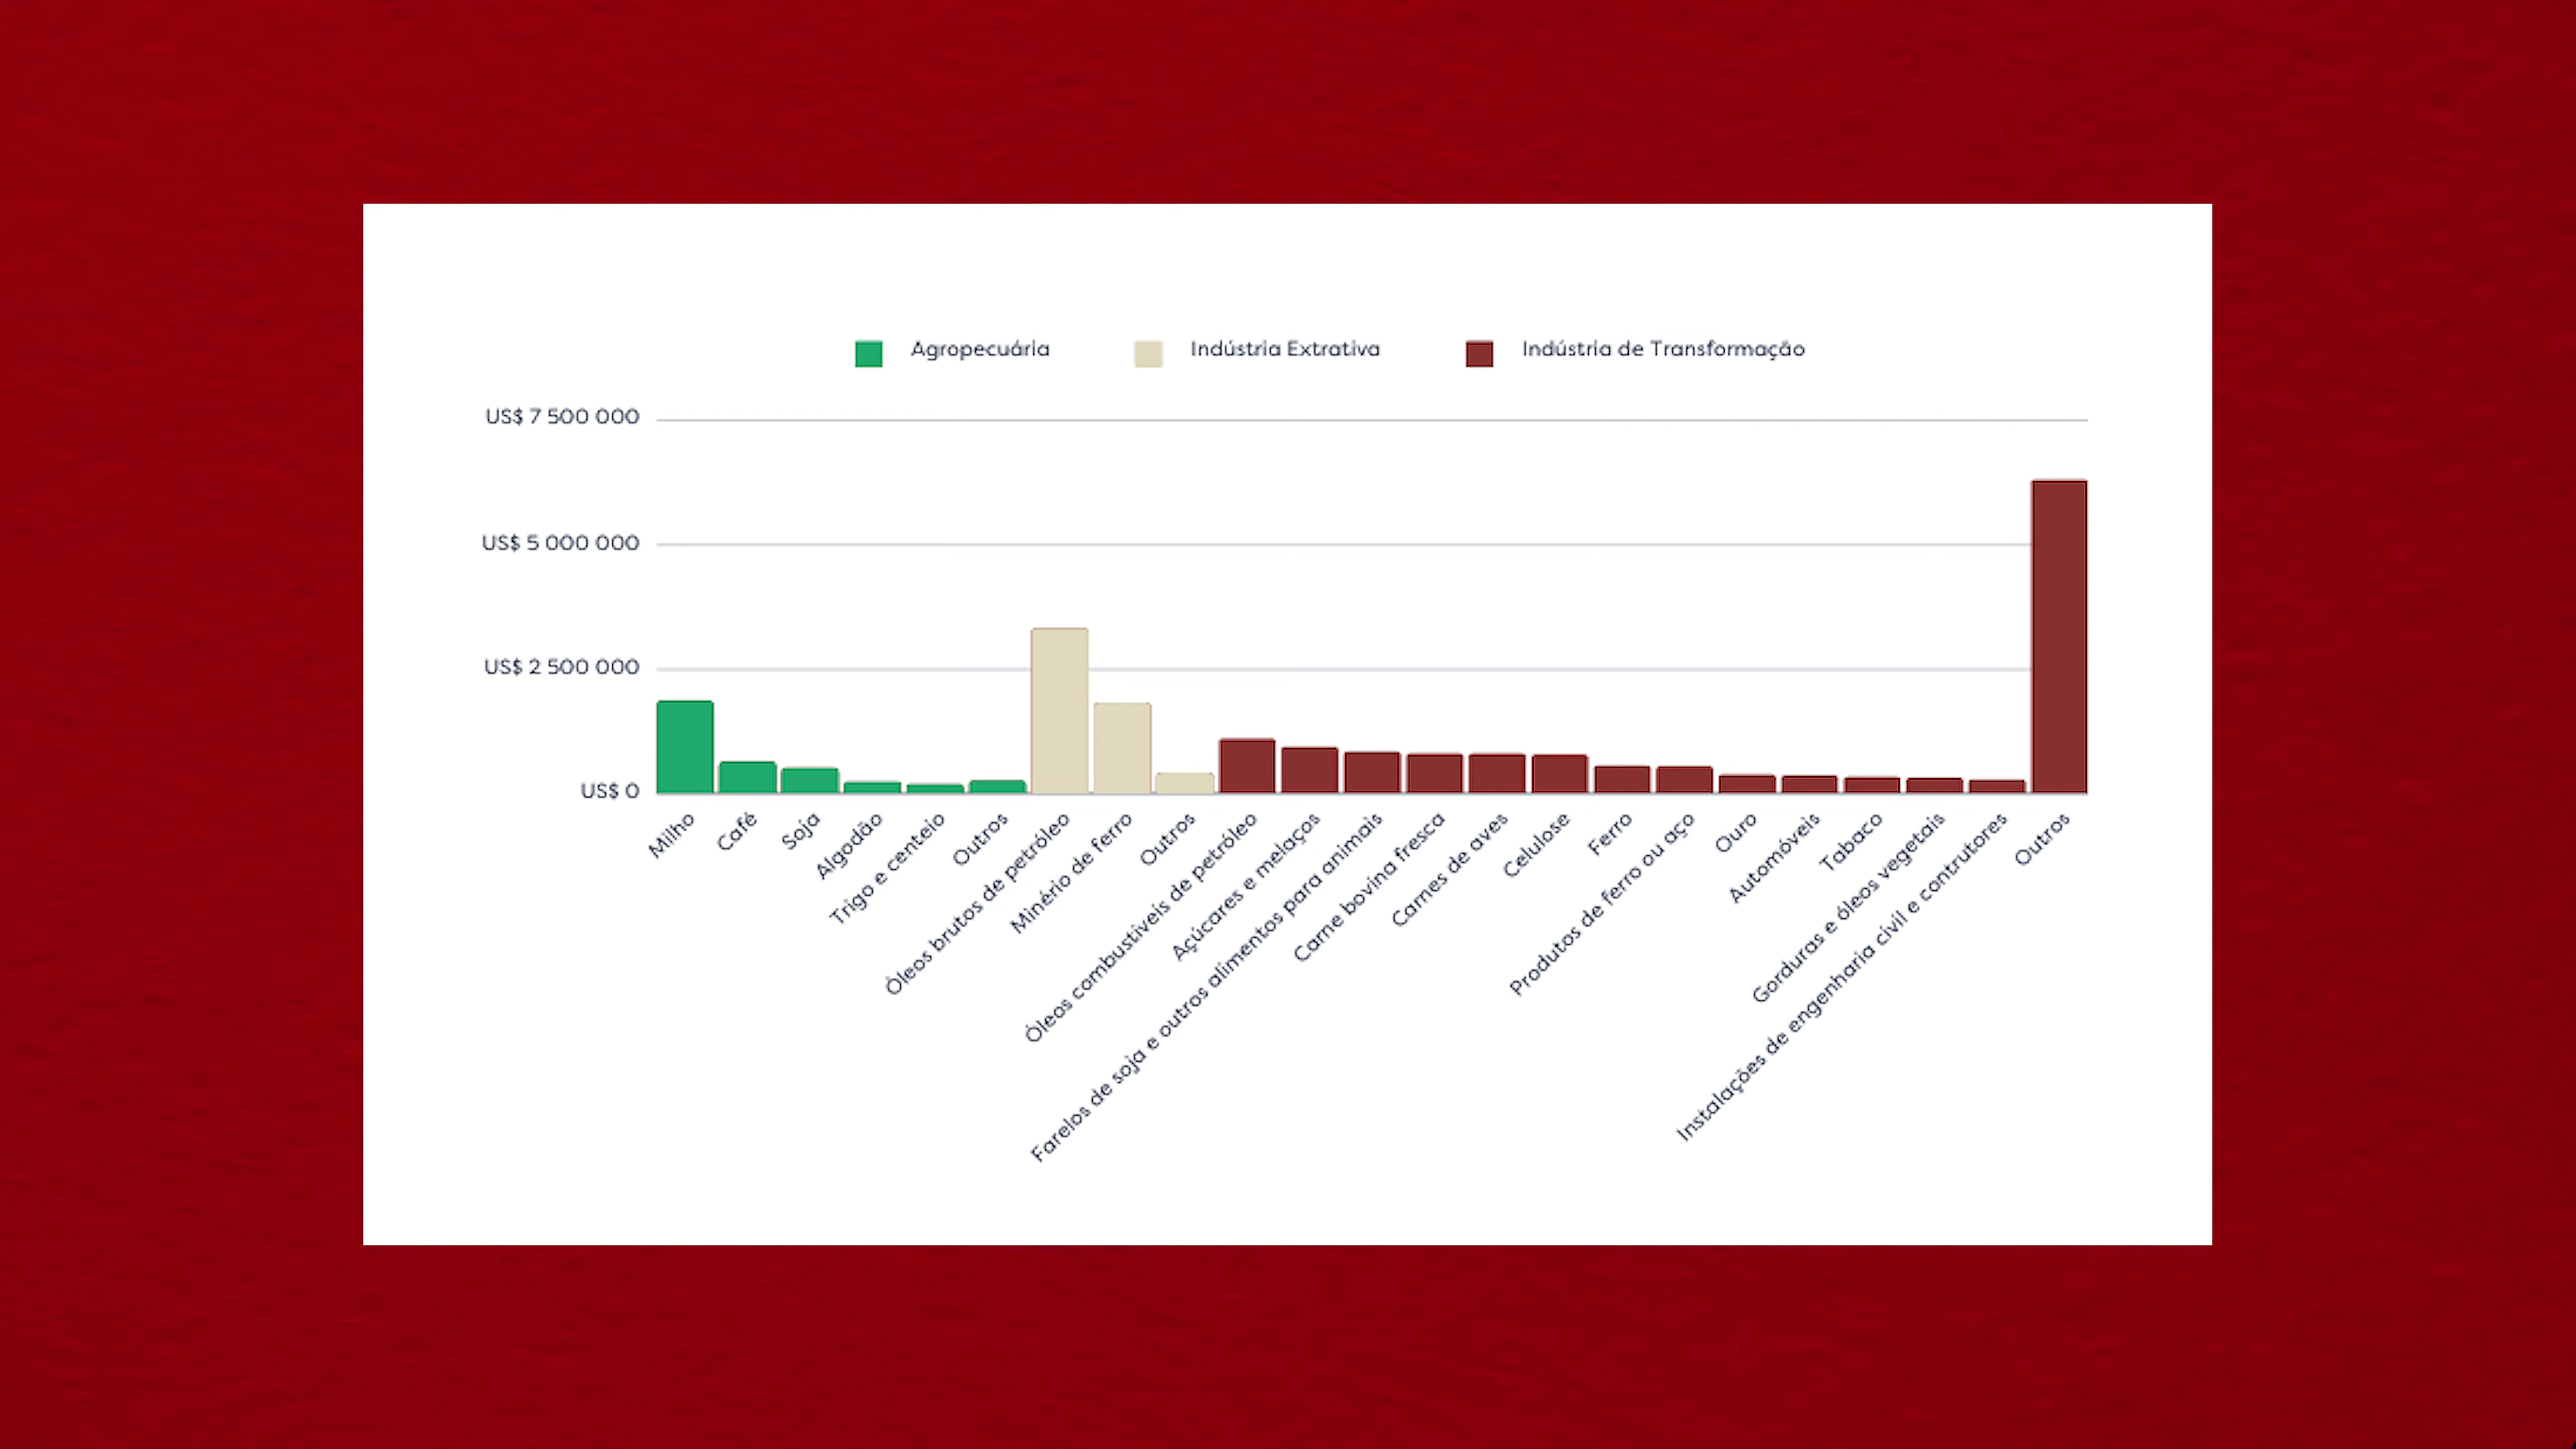 Agropecuária
Indústria Extrativa
Indústria de Transformação
US$ 7 500 000
US$ 5 000 000
US$ 2 500 000
US$ 0
Milho
Café
Soja
Algodão
Trigo e centeio
Outros
Óleos brutos de petróleo
Minério de ferro
Outros
Óleos combustíveis de petróleo
Açúcares e melaços
Farelos de soja e outros alimentos para animais
Carne bovina fresca
Carnes de aves
Celulose
Ferro
Produtos de ferro ou aço
Ouro
Automóveis
Tabaco
Gorduras e óleos vegetais
Instalações de engenharia cívil e contrutores
Outros